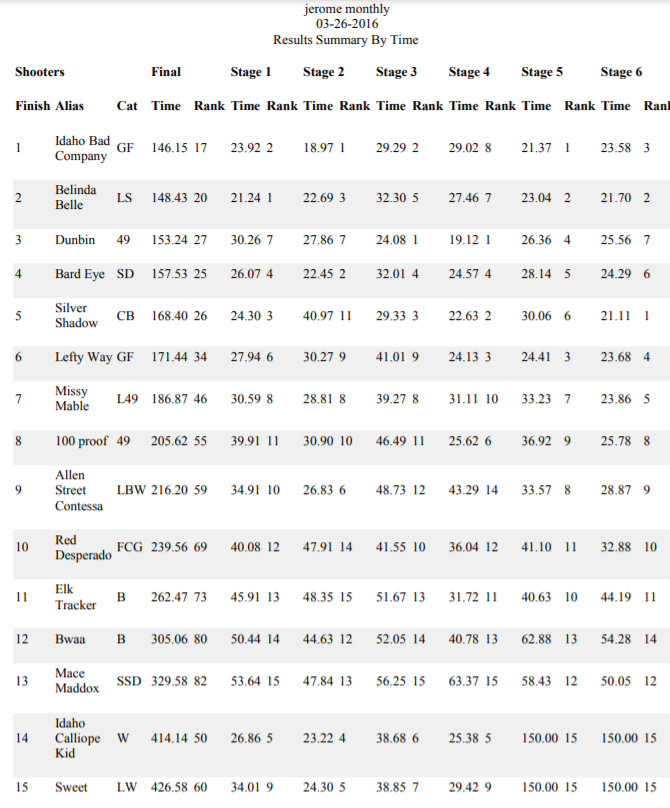 jerome monthly
03-26-2016
Results Summary By Time
Shooters Final Stage 1 Stage 2 Stage 3 Stage 4 Stage 5 Stage 6
Finish Alias Cat Time Rank Time Rank Time Rank Time Rank Time Rank Time Rank Time Rank
1 Idaho Bad Company GF 146.15 17 23.92 2 18.97 1 29.29 2 29.02 8 21.37 1 23.58 3
2 Belinda Belle LS 148.43 20 21.24 1 22.69 3 32.30 5 27.46 7 23.04 2 21.70 2
3 Dunbin 49 153.24 27 30.26 7 27.86 7 24.08 1 19.12 1 26.36 4 25.56 7
4 Bard Eye SD 157.53 25 26.07 4 22.45 2 32.01 4 24.57 4 28.14 5 24.29 6
5 Silver Shadow CB 168.40 26 24.30 3 40.97 11 29.33 3 22.63 2 30.06 6 21.11 1
6 Lefty Way GF 171.44 34 27.94 6 30.27 9 41.01 9 24.13 3 24.41 3 23.68 4
7 Missy Mable L49 186.87 46 30.59 8 28.81 8 39.27 8 31.11 10 33.23 7 23.86 5
8 100 proof 49 205.62 55 39.91 11 30.90 10 46.49 11 25.62 6 36.92 9 25.78 8
9 Allen Street Contessa LBW 216.20 59 34.91 10 26.83 6 48.73 12 43.29 14 33.57 8 28.87 9
10 Red Desperado FCG 239.56 69 40.08 12 47.91 14 41.55 10 36.04 12 41.10 11 32.88 10
11 Elk Tracker B 262.47 73 45.91 13 48.35 15 51.67 13 31.72 11 40.63 10 44.19 11
12 Bwaa B 305.06 80 50.44 14 44.63 12 52.05 14 40.78 13 62.88 13 54.28 14
13 Mace Maddox SSD 329.58 82 53.64 15 47.84 13 56.25 15 63.37 15 58.43 12 50.05 12
14 Idaho Calliope Kid W 414.14 50 26.86 5 23.22 4 38.68 6 25.38 5 150.00 15 150.00 15
15 Sweet LW 426.58 60 34.01 9 24.30 5 38.85 7 29.42 9 150.00 15 150.00 15